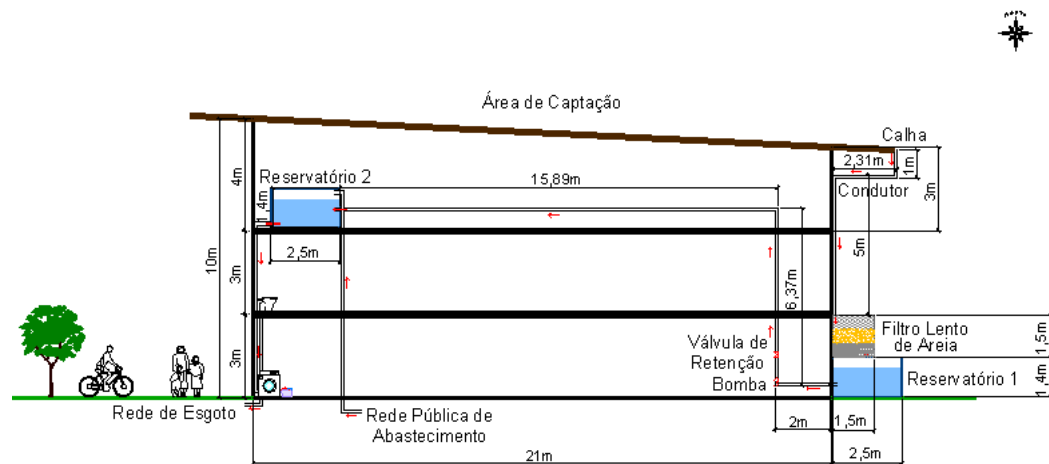 Área de Captação
Calha
2,31m
1m
Condutor
3m
4m
Reservatório 2
15,89m
1,4m
2,5m
10m
3m
5m
6,37m
3m
Válvula de
Retenção
Bomba
Filtro Lento
de Areia
1,5m
Reservatório 1
1,4m
Rede de Esgoto
Rede Pública de
Abastecimento
2m
1,5m
21m
2,5m